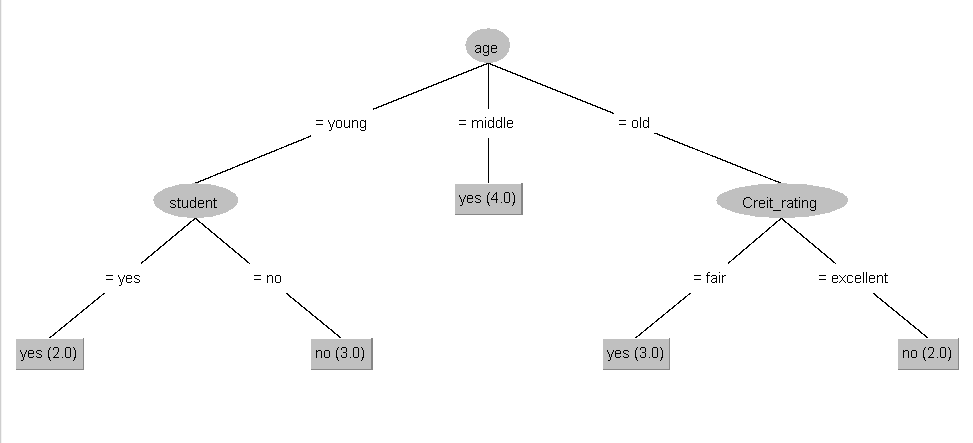 age
= young
= middle
= old
student
yes (4.0)
Creit_rating
= yes
= no
= fair
= excellent
yes (2.0)
no (3.0)
yes (3.0)
no (2.0)